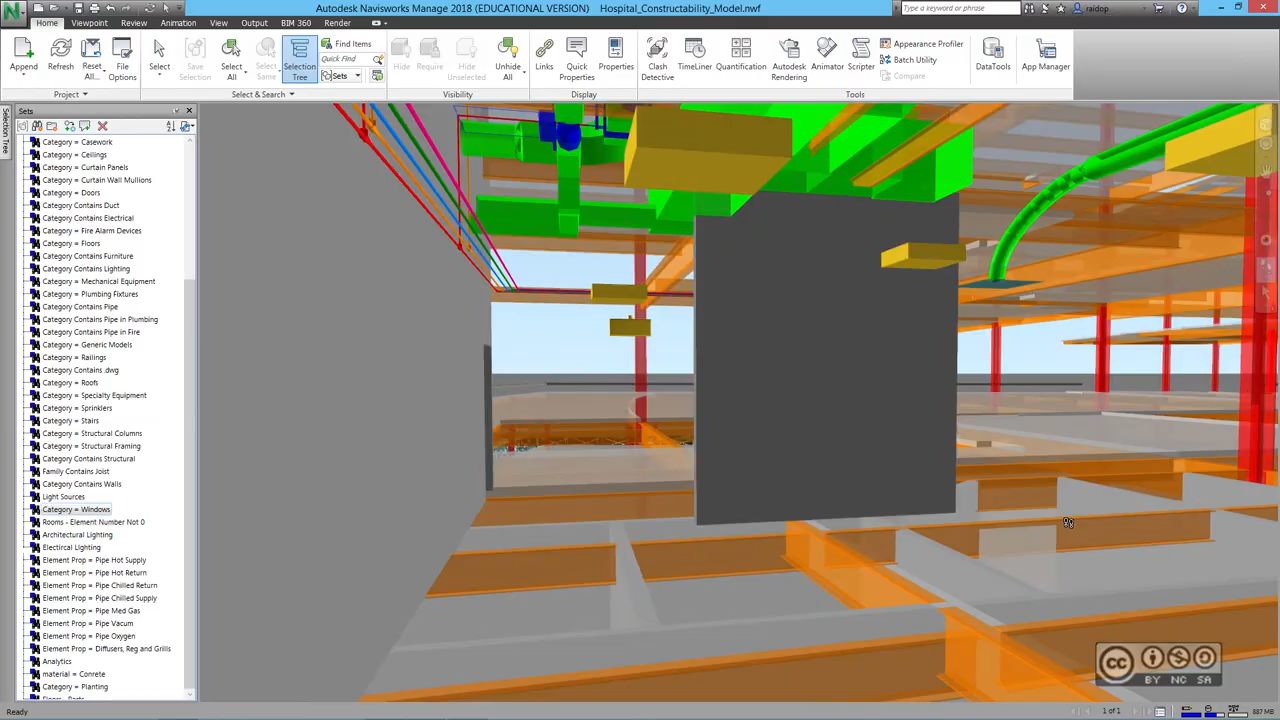 Autodesk Navisworks Manage 2018 (EDUCATIONAL VERSION) Hospital_Constructability_Model.nwf
Type a keyword or phrase
raidop
Home Viewpoint Review Animation View Output BIM 360 Render
Append
Refresh
Reset All...
File Options
Select
Save Selection
Select All
Select Same
Selection Tree
Find Items
Quick Find
Sets
Hide
Require
Hide Unselected
Unhide All
Links
Quick Properties
Properties
Clash Detective
TimeLiner
Quantification
Autodesk Rendering
Animator
Scripter
Appearance Profiler
Batch Utility
Compare
DataTools
App Manager
Project
Select & Search
Visibility
Display
Tools
Selection Tree
Sets
Category = Casework
Category = Ceilings
Category = Curtain Panels
Category = Curtain Wall Mullions
Category = Doors
Category Contains Duct
Category Contains Electrical
Category = Fire Alarm Devices
Category = Floors
Category Contains Furniture
Category Contains Lighting
Category = Mechanical Equipment
Category = Plumbing Fixtures
Category Contains Pipe
Category Contains Pipe in Plumbing
Category Contains Pipe in Fire
Category = Generic Models
Category = Railings
Category Contains .dwg
Category = Roofs
Category = Specialty Equipment
Category = Sprinklers
Category = Stairs
Category = Structural Columns
Category = Structural Framing
Category Contains Structural
Family Contains Joist
Category Contains Walls
Light Sources
Category = Windows
Rooms - Element Number Not 0
Architectural Lighting
Electircal Lighting
Element Prop = Pipe Hot Supply
Element Prop = Pipe Hot Return
Element Prop = Pipe Chilled Return
Element Prop = Pipe Chilled Supply
Element Prop = Pipe Med Gas
Element Prop = Pipe Vacum
Element Prop = Pipe Oxygen
Element Prop = Diffusers, Reg and Grills
Analytics
material = Conrete
Category = Planting
cc
BY NC SA
Ready
1 of 1
887 MB